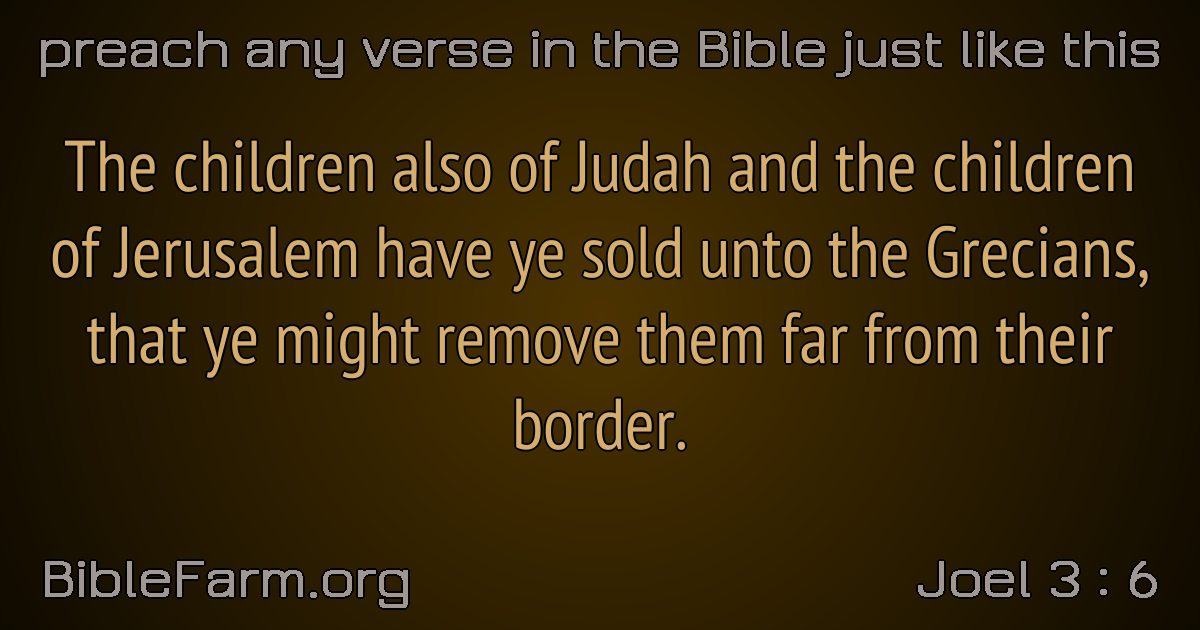 preach any verse in the Bible just like this
The children also of Judah and the children
of Jerusalem have ye sold unto the Grecians,
that ye might remove them far from their
border.
BibleFarm.org
Joel 3 : 6